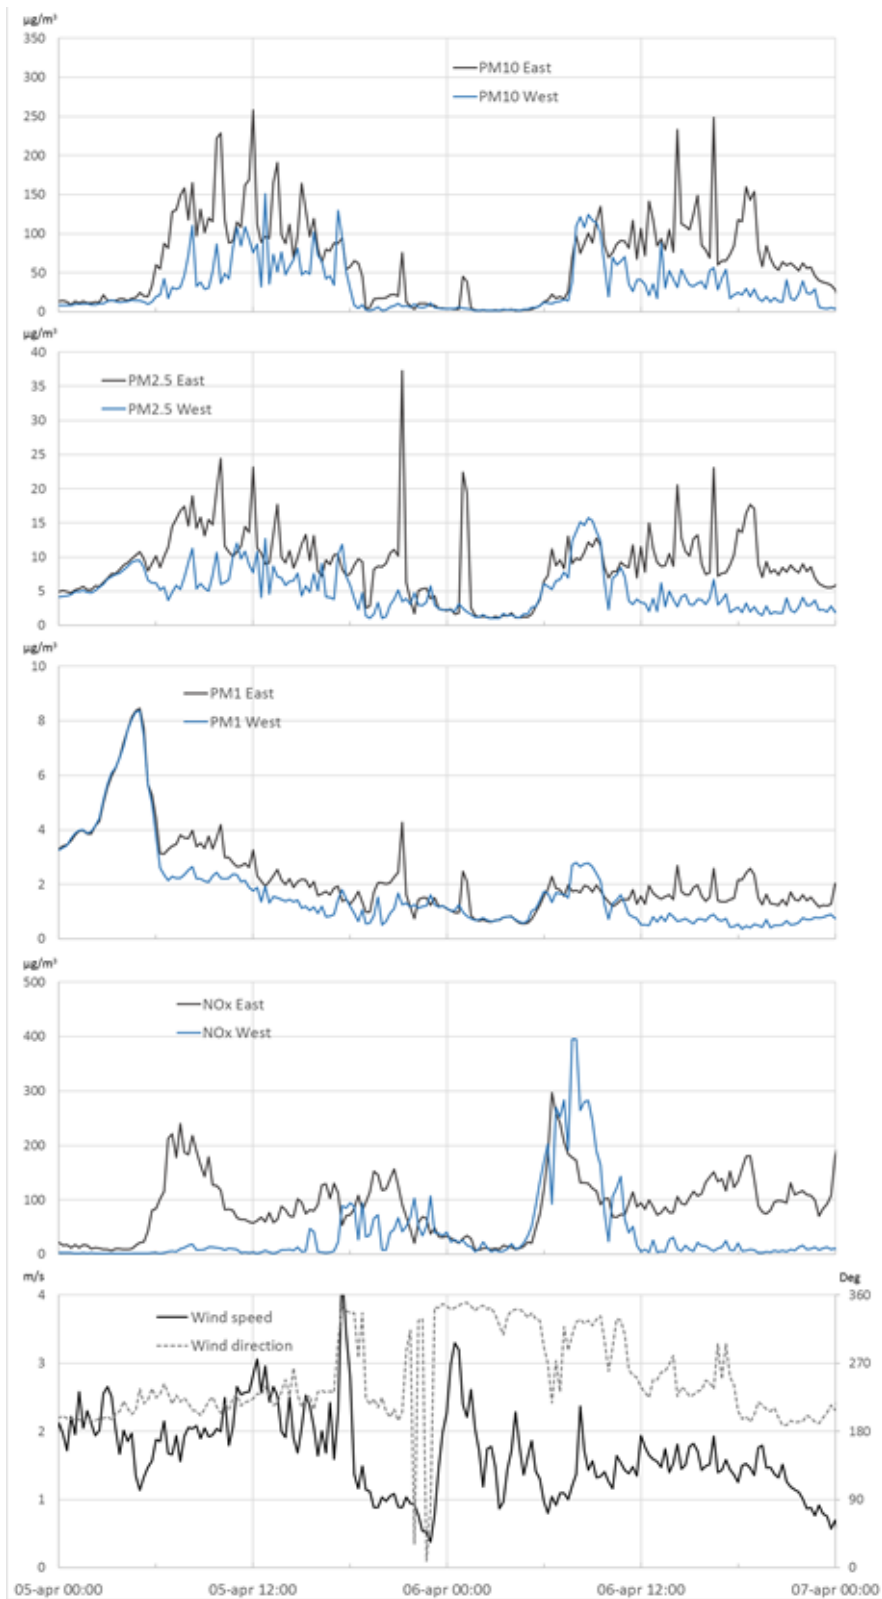 µg/m³
350
300
250
200
150
100
50
0
PM10 East
PM10 West
µg/m³
40
35
30
25
20
15
10
5
0
PM2.5 East
PM2.5 West
µg/m³
10
8
6
4
2
0
PM1 East
PM1 West
µg/m³
500
400
300
200
100
0
NOx East
NOx West
m/s Deg
4 360
3 270
2 180
1 90
0 0
Wind speed
Wind direction
05-apr 00:00 05-apr 12:00 06-apr 00:00 06-apr 12:00 07-apr 00:00